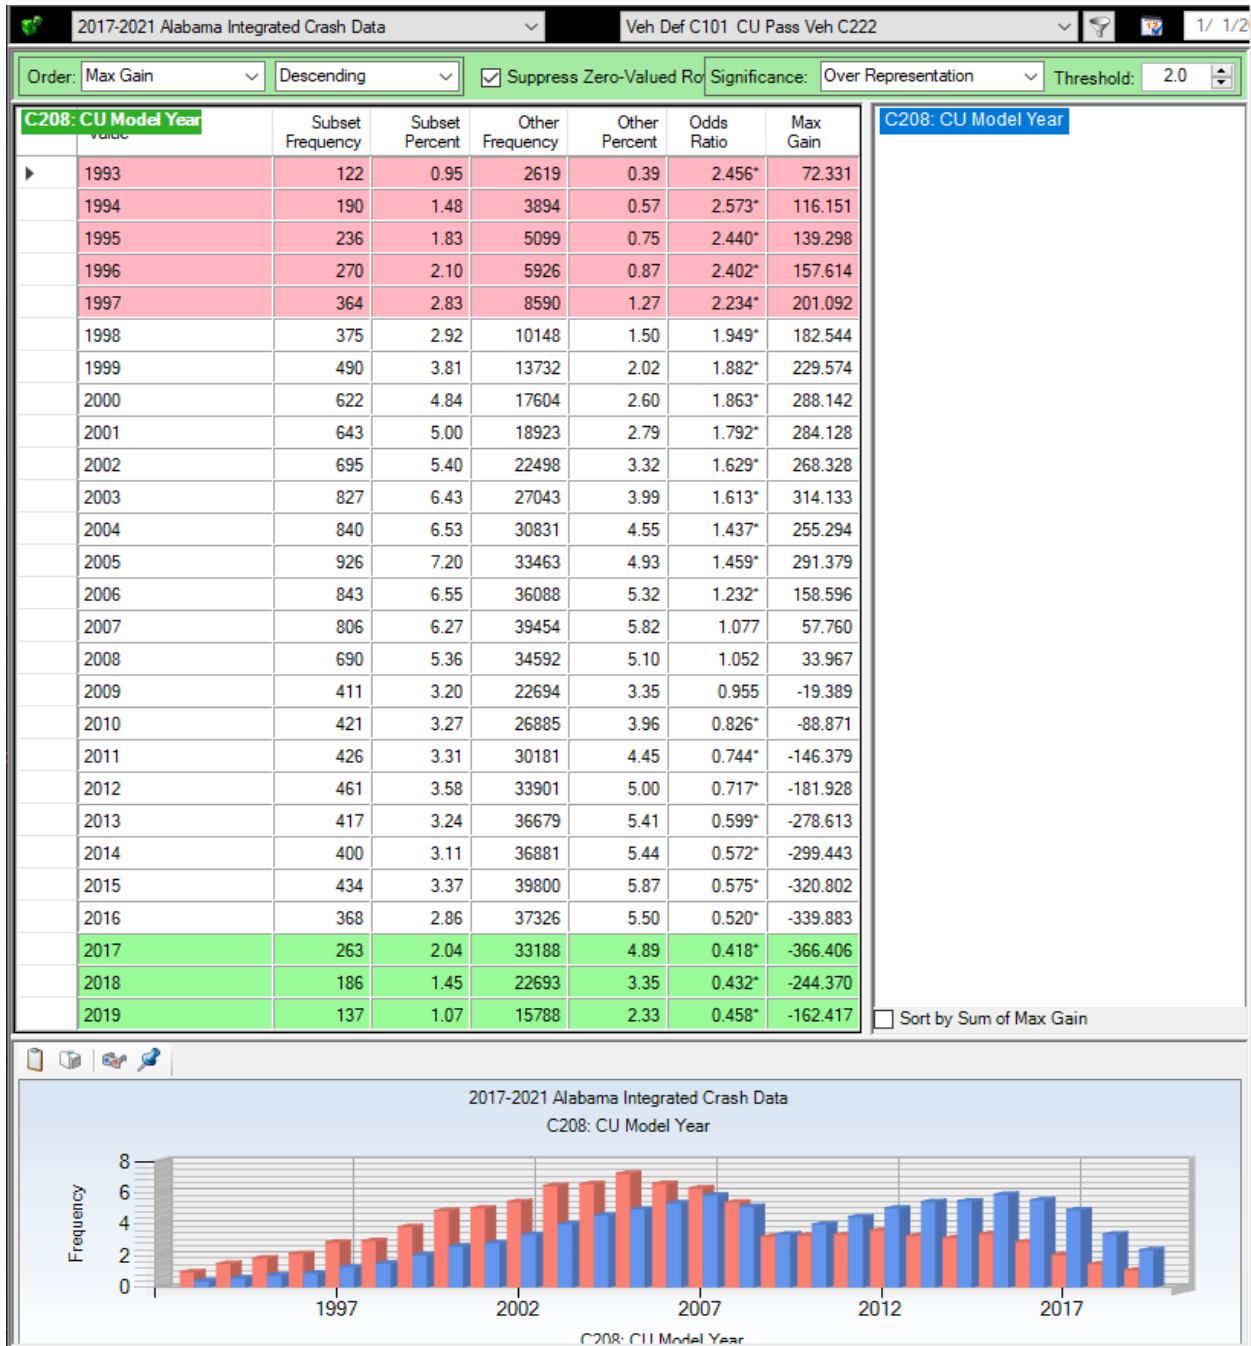 2017-2021 Alabama Integrated Crash Data Veh Def C101 CU Pass Veh C222 1/ 1/2
Order: Max Gain Descending Suppress Zero-Valued Ro Significance: Over Representation Threshold: 2.0
C208: CU Model Year Subset Frequency Subset Percent Other Frequency Other Percent Odds Ratio Max Gain C208: CU Model Year
1993 122 0.95 2619 0.39 2.456* 72.331
1994 190 1.48 3894 0.57 2.573* 116.151
1995 236 1.83 5099 0.75 2.440* 139.298
1996 270 2.10 5926 0.87 2.402* 157.614
1997 364 2.83 8590 1.27 2.234* 201.092
1998 375 2.92 10148 1.50 1.949* 182.544
1999 490 3.81 13732 2.02 1.882* 229.574
2000 622 4.84 17604 2.60 1.863* 288.142
2001 643 5.00 18923 2.79 1.792* 284.128
2002 695 5.40 22498 3.32 1.629* 268.328
2003 827 6.43 27043 3.99 1.613* 314.133
2004 840 6.53 30831 4.55 1.437* 255.294
2005 926 7.20 33463 4.93 1.459* 291.379
2006 843 6.55 36088 5.32 1.232* 158.596
2007 806 6.27 39454 5.82 1.077 57.760
2008 690 5.36 34592 5.10 1.052 33.967
2009 411 3.20 22694 3.35 0.955 -19.389
2010 421 3.27 26885 3.96 0.826* -88.871
2011 426 3.31 30181 4.45 0.744* -146.379
2012 461 3.58 33901 5.00 0.717* -181.928
2013 417 3.24 36679 5.41 0.599* -278.613
2014 400 3.11 36881 5.44 0.572* -299.443
2015 434 3.37 39800 5.87 0.575* -320.802
2016 368 2.86 37326 5.50 0.520* -339.883
2017 263 2.04 33188 4.89 0.418* -366.406
2018 186 1.45 22693 3.35 0.432* -244.370
2019 137 1.07 15788 2.33 0.458* -162.417
Sort by Sum of Max Gain
2017-2021 Alabama Integrated Crash Data
C208: CU Model Year
Frequency
8
6
4
2
0
1997 2002 2007 2012 2017
C208: CU Model Year